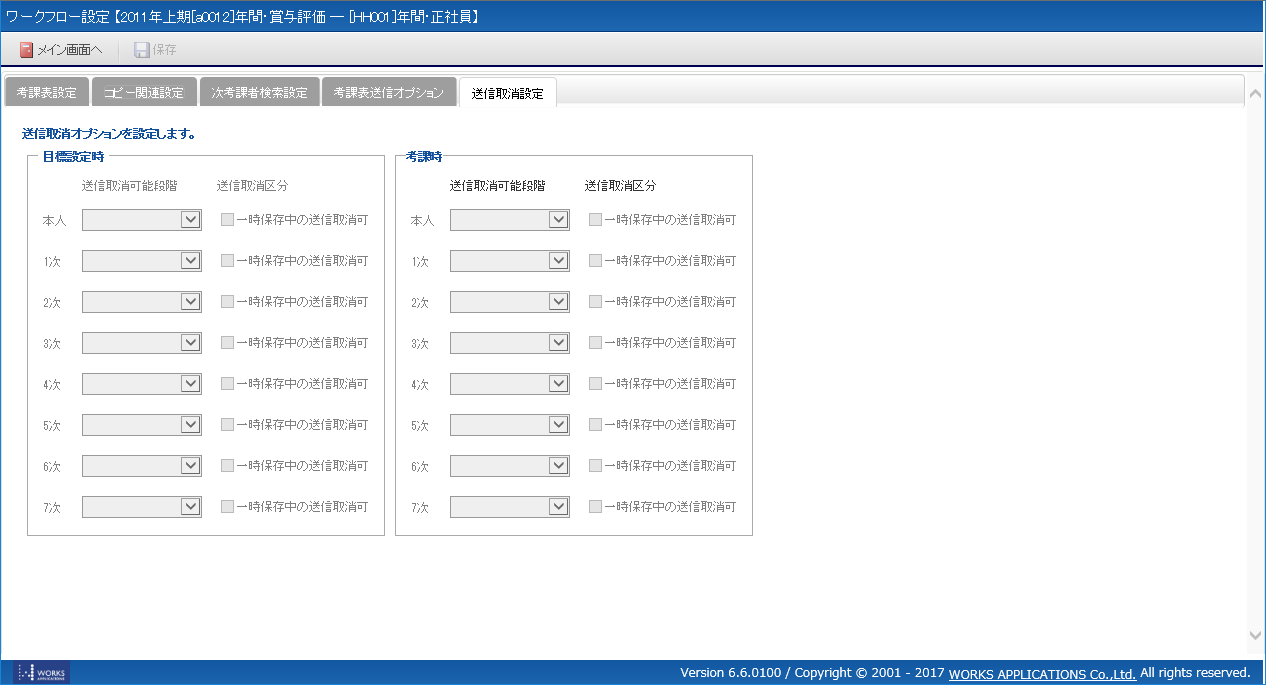 ワークフロー設定【2011年上期[a0012]年間・賞与評価 ― [HH001]年間・正社員】
メイン画面へ 保存
考課表設定 コピー関連設定 次考課者検索設定 考課表送信オプション 送信取消設定
送信取消オプションを設定します。
目標設定時 考課時
送信取消可能段階 送信取消区分 送信取消可能段階 送信取消区分
本人 一時保存中の送信取消可 本人 一時保存中の送信取消可
1次 一時保存中の送信取消可 1次 一時保存中の送信取消可
2次 一時保存中の送信取消可 2次 一時保存中の送信取消可
3次 一時保存中の送信取消可 3次 一時保存中の送信取消可
4次 一時保存中の送信取消可 4次 一時保存中の送信取消可
5次 一時保存中の送信取消可 5次 一時保存中の送信取消可
6次 一時保存中の送信取消可 6次 一時保存中の送信取消可
7次 一時保存中の送信取消可 7次 一時保存中の送信取消可
WORKS APPLICATIONS Version 6.6.0100 / Copyright © 2001 - 2017 WORKS APPLICATIONS Co.,Ltd. All rights reserved.